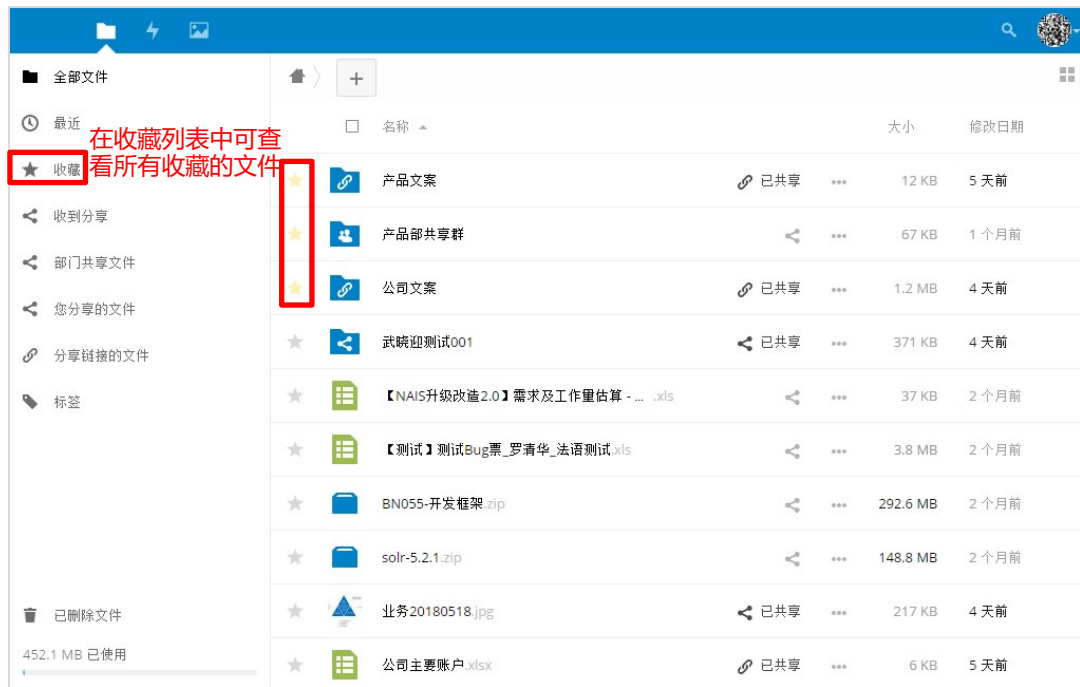 全部文件
最近
在收藏列表中可查
看所有收藏的文件
收藏
收到分享
部门共享文件
您分享的文件
分享链接的文件
标签
已删除文件
452.1 MB 已使用
名称 大小 修改日期
产品文案 已共享 12 KB 5 天前
产品部共享群 67 KB 1 个月前
公司文案 已共享 1.2 MB 4 天前
武晓迎测试001 已共享 371 KB 4 天前
【NAIS升级改造2.0】需求及工作量估算 - ... .xls 37 KB 2 个月前
【测试】测试Bug票_罗清华_法语测试.xls 3.8 MB 2 个月前
BN055-开发框架.zip 292.6 MB 2 个月前
solr-5.2.1.zip 148.8 MB 2 个月前
业务20180518.jpg 已共享 217 KB 4 天前
公司主要账户.xlsx 已共享 6 KB 5 天前